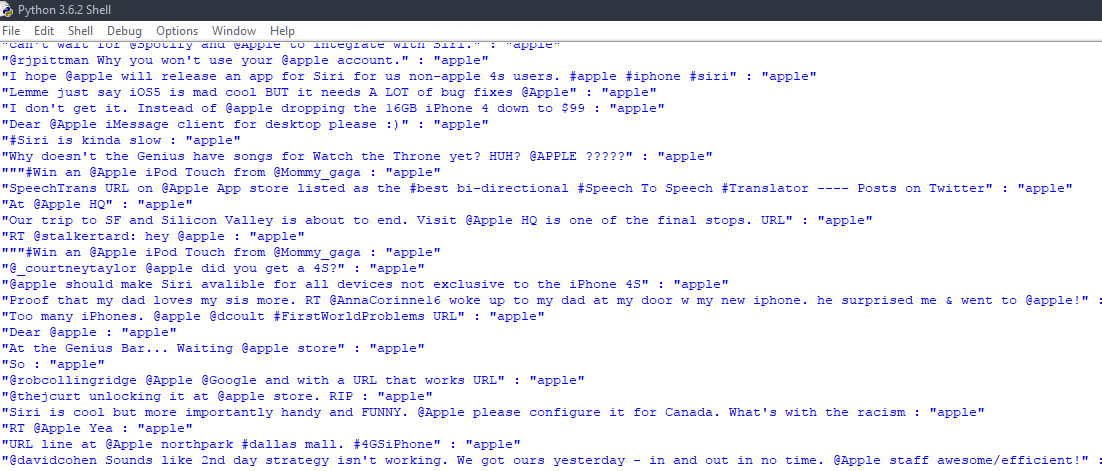 Python 3.6.2 Shell
File Edit Shell Debug Options Window Help
"Can't wait for @Spotify and @Apple to integrate with Siri." : "apple"
"@rjpittman Why you won't use your @apple account." : "apple"
"I hope @apple will release an app for Siri for us non-apple 4s users. #apple #iphone #siri" : "apple"
"Lemme just say iOS5 is mad cool BUT it needs A LOT of bug fixes @Apple" : "apple"
"I don't get it. Instead of @apple dropping the 16GB iPhone 4 down to $99 : "apple"
"Dear @Apple iMessage client for desktop please :)" : "apple"
"#Siri is kinda slow : "apple"
"Why doesn't the Genius have songs for Watch the Throne yet? HUH? @APPLE ?????" : "apple"
"""#Win an @Apple iPod Touch from @Mommy_gaga : "apple"
"SpeechTrans URL on @Apple App store listed as the #best bi-directional #Speech To Speech #Translator ---- Posts on Twitter" : "apple"
"At @Apple HQ" : "apple"
"Our trip to SF and Silicon Valley is about to end. Visit @Apple HQ is one of the final stops. URL" : "apple"
"RT @stalkertard: hey @apple : "apple"
"""#Win an @Apple iPod Touch from @Mommy_gaga : "apple"
"@_courtneytaylor @apple did you get a 4S?" : "apple"
"@apple should make Siri avalible for all devices not exclusive to the iPhone 4S" : "apple"
"Proof that my dad loves my sis more. RT @AnnaCorinne16 woke up to my dad at my door w my new iphone. he surprised me & went to @apple!" :
"Too many iPhones. @apple @dcoult #FirstWorldProblems URL" : "apple"
"Dear @apple : "apple"
"At the Genius Bar... Waiting @apple store" : "apple"
"So : "apple"
"@robcollingridge @Apple @Google and with a URL that works URL" : "apple"
"@thejcurt unlocking it at @apple store. RIP : "apple"
"Siri is cool but more importantly handy and FUNNY. @Apple please configure it for Canada. What's with the racism : "apple"
"RT @Apple Yea : "apple"
"URL line at @Apple northpark #dallas mall. #4GSiPhone" : "apple"
"@davidcohen Sounds like 2nd day strategy isn't working. We got ours yesterday - in and out in no time. @Apple staff awesome/efficient!" :